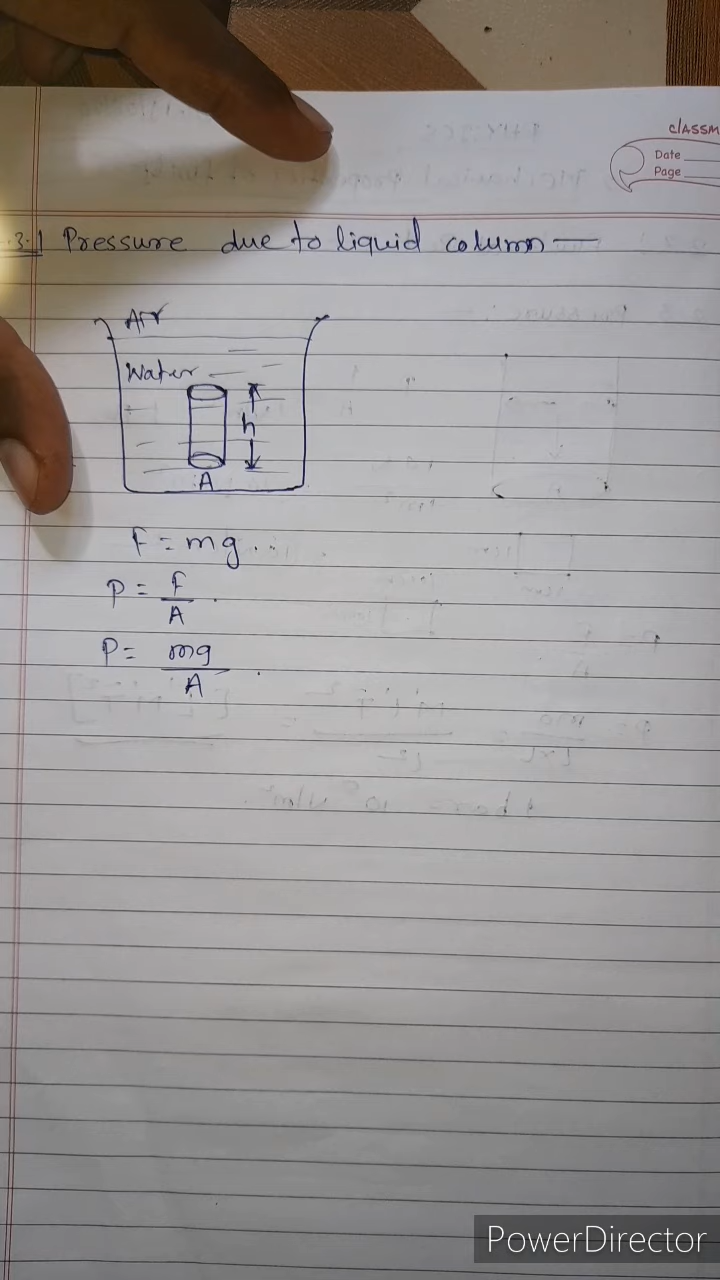 classm
Date
Page
3.1 Pressure due to liquid column —
Air
Water
h
A
F = mg
P = F/A
P = mg/A
PowerDirector